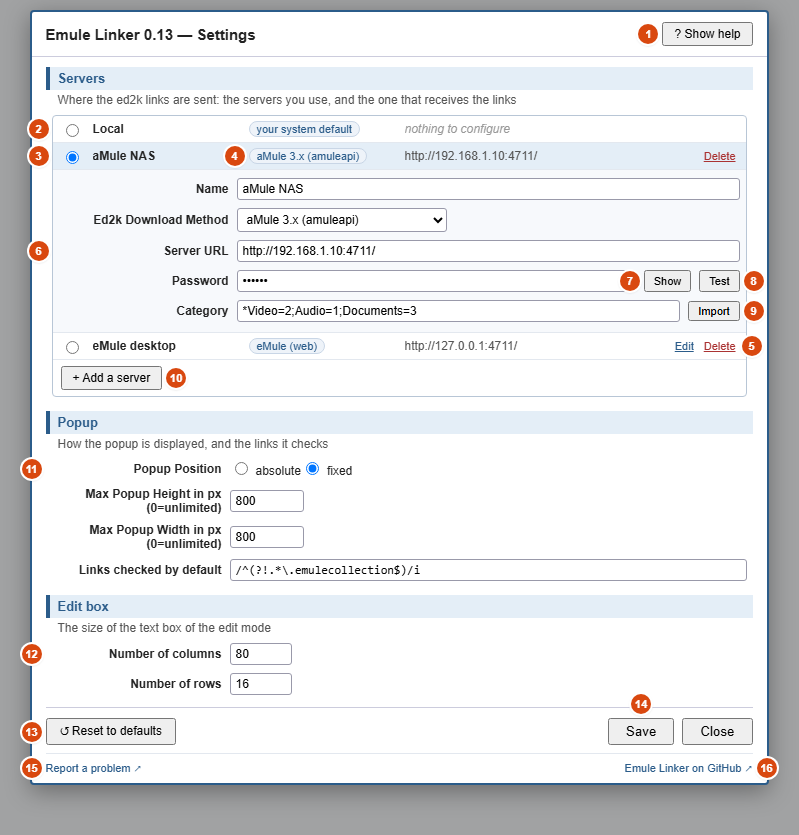 Emule Linker 0.13 — Settings
1 ? Show help
Servers
Where the ed2k links are sent: the servers you use, and the one that receives the links
2 Local your system default nothing to configure
3 aMule NAS 4 aMule 3.x (amuleapi) http://192.168.1.10:4711/ Delete
Name aMule NAS
Ed2k Download Method aMule 3.x (amuleapi)
6 Server URL http://192.168.1.10:4711/
Password •••••• 7 Show Test 8
Category *Video=2;Audio=1;Documents=3 Import 9
eMule desktop eMule (web) http://127.0.0.1:4711/ Edit Delete 5
+ Add a server 10
Popup
How the popup is displayed, and the links it checks
11 Popup Position absolute fixed
Max Popup Height in px
(0=unlimited) 800
Max Popup Width in px
(0=unlimited) 800
Links checked by default /^(?!.*\.emulecollection$)/i
Edit box
The size of the text box of the edit mode
12 Number of columns 80
Number of rows 16
14
13 ↺ Reset to defaults Save Close
15 Report a problem ↗ Emule Linker on GitHub ↗ 16